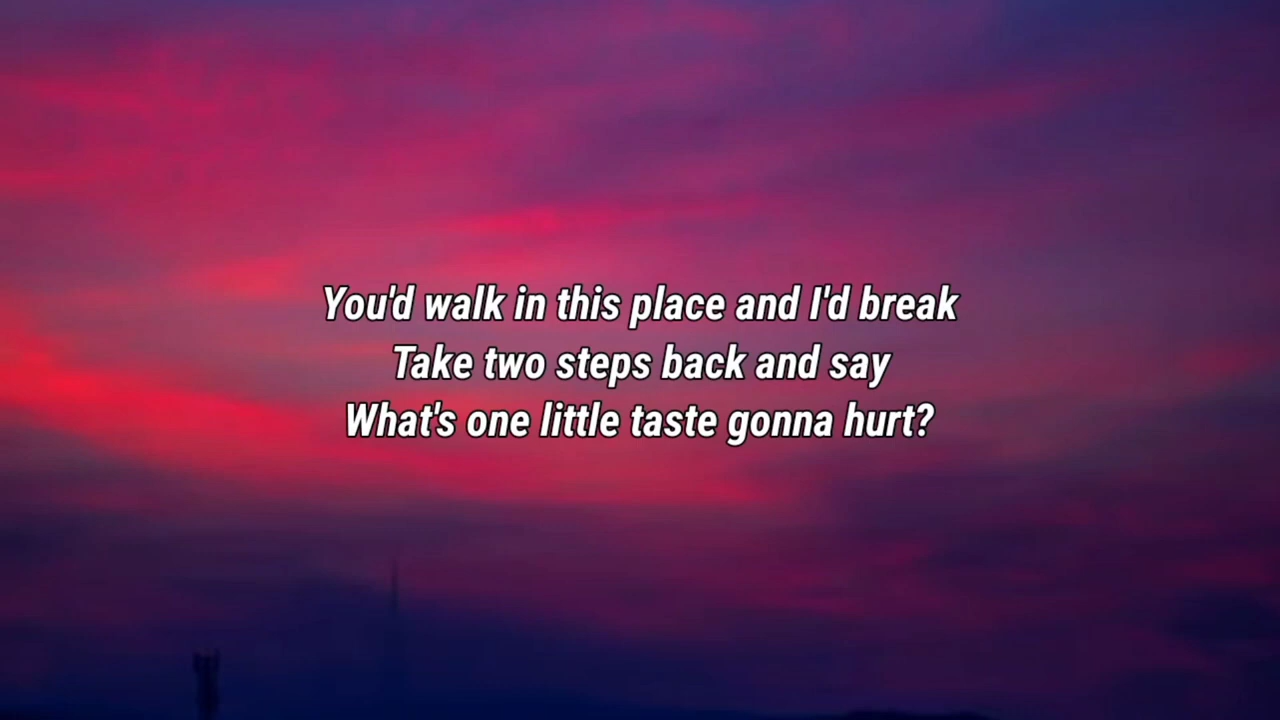 You'd walk in this place and I'd break
Take two steps back and say
What's one little taste gonna hurt?